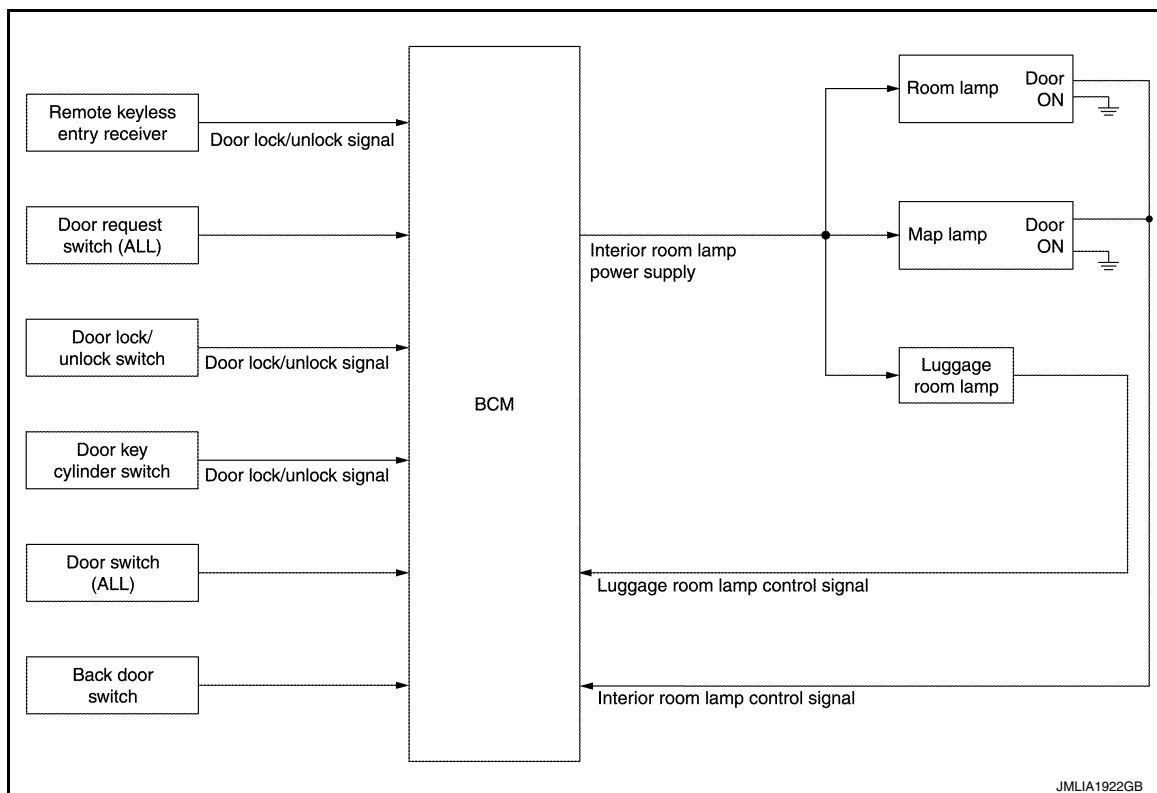 Remote keyless
entry receiver
Door lock/unlock signal
Door request
switch (ALL)
Door lock/
unlock switch
Door lock/unlock signal
Door key
cylinder switch
Door lock/unlock signal
Door switch
(ALL)
Back door
switch
BCM
Interior room lamp
power supply
Room lamp
Door
ON
Map lamp
Door
ON
Luggage
room lamp
Luggage room lamp control signal
Interior room lamp control signal
JMLIA1922GB